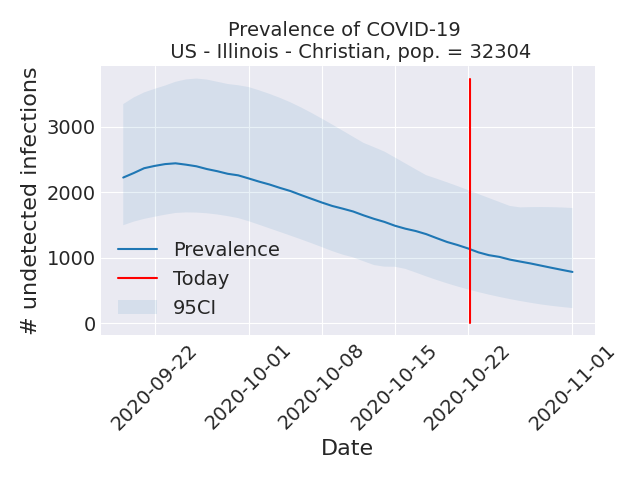 Prevalence of COVID-19
US - Illinois - Christian, pop. = 32304
# undetected infections
3000
2000
1000
0
Prevalence
Today
95CI
2020-09-22
2020-10-01
2020-10-08
2020-10-15
2020-10-22
2020-11-01
Date